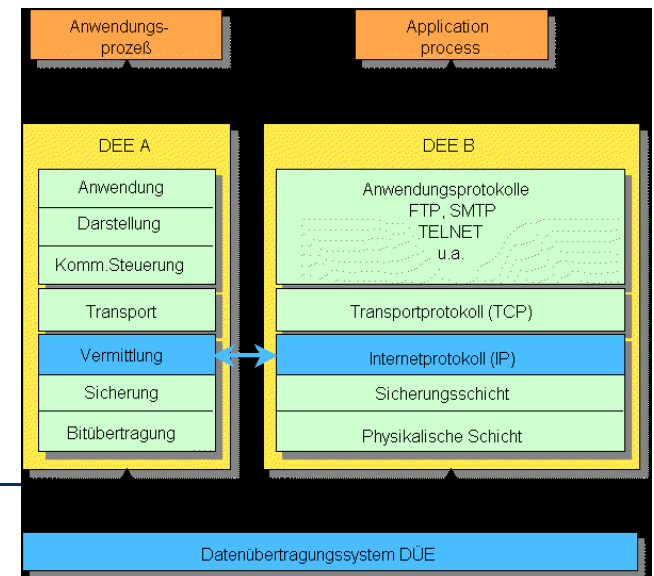 Anwendungs-
prozeß
Application
process
DEE A
Anwendung
Darstellung
Komm.Steuerung
Transport
Vermittlung
Sicherung
Bitübertragung
DEE B
Anwendungsprotokolle
FTP, SMTP
TELNET
u.a.
Transportprotokoll (TCP)
Internetprotokoll (IP)
Sicherungsschicht
Physikalische Schicht
Datenübertragungssystem DÜE